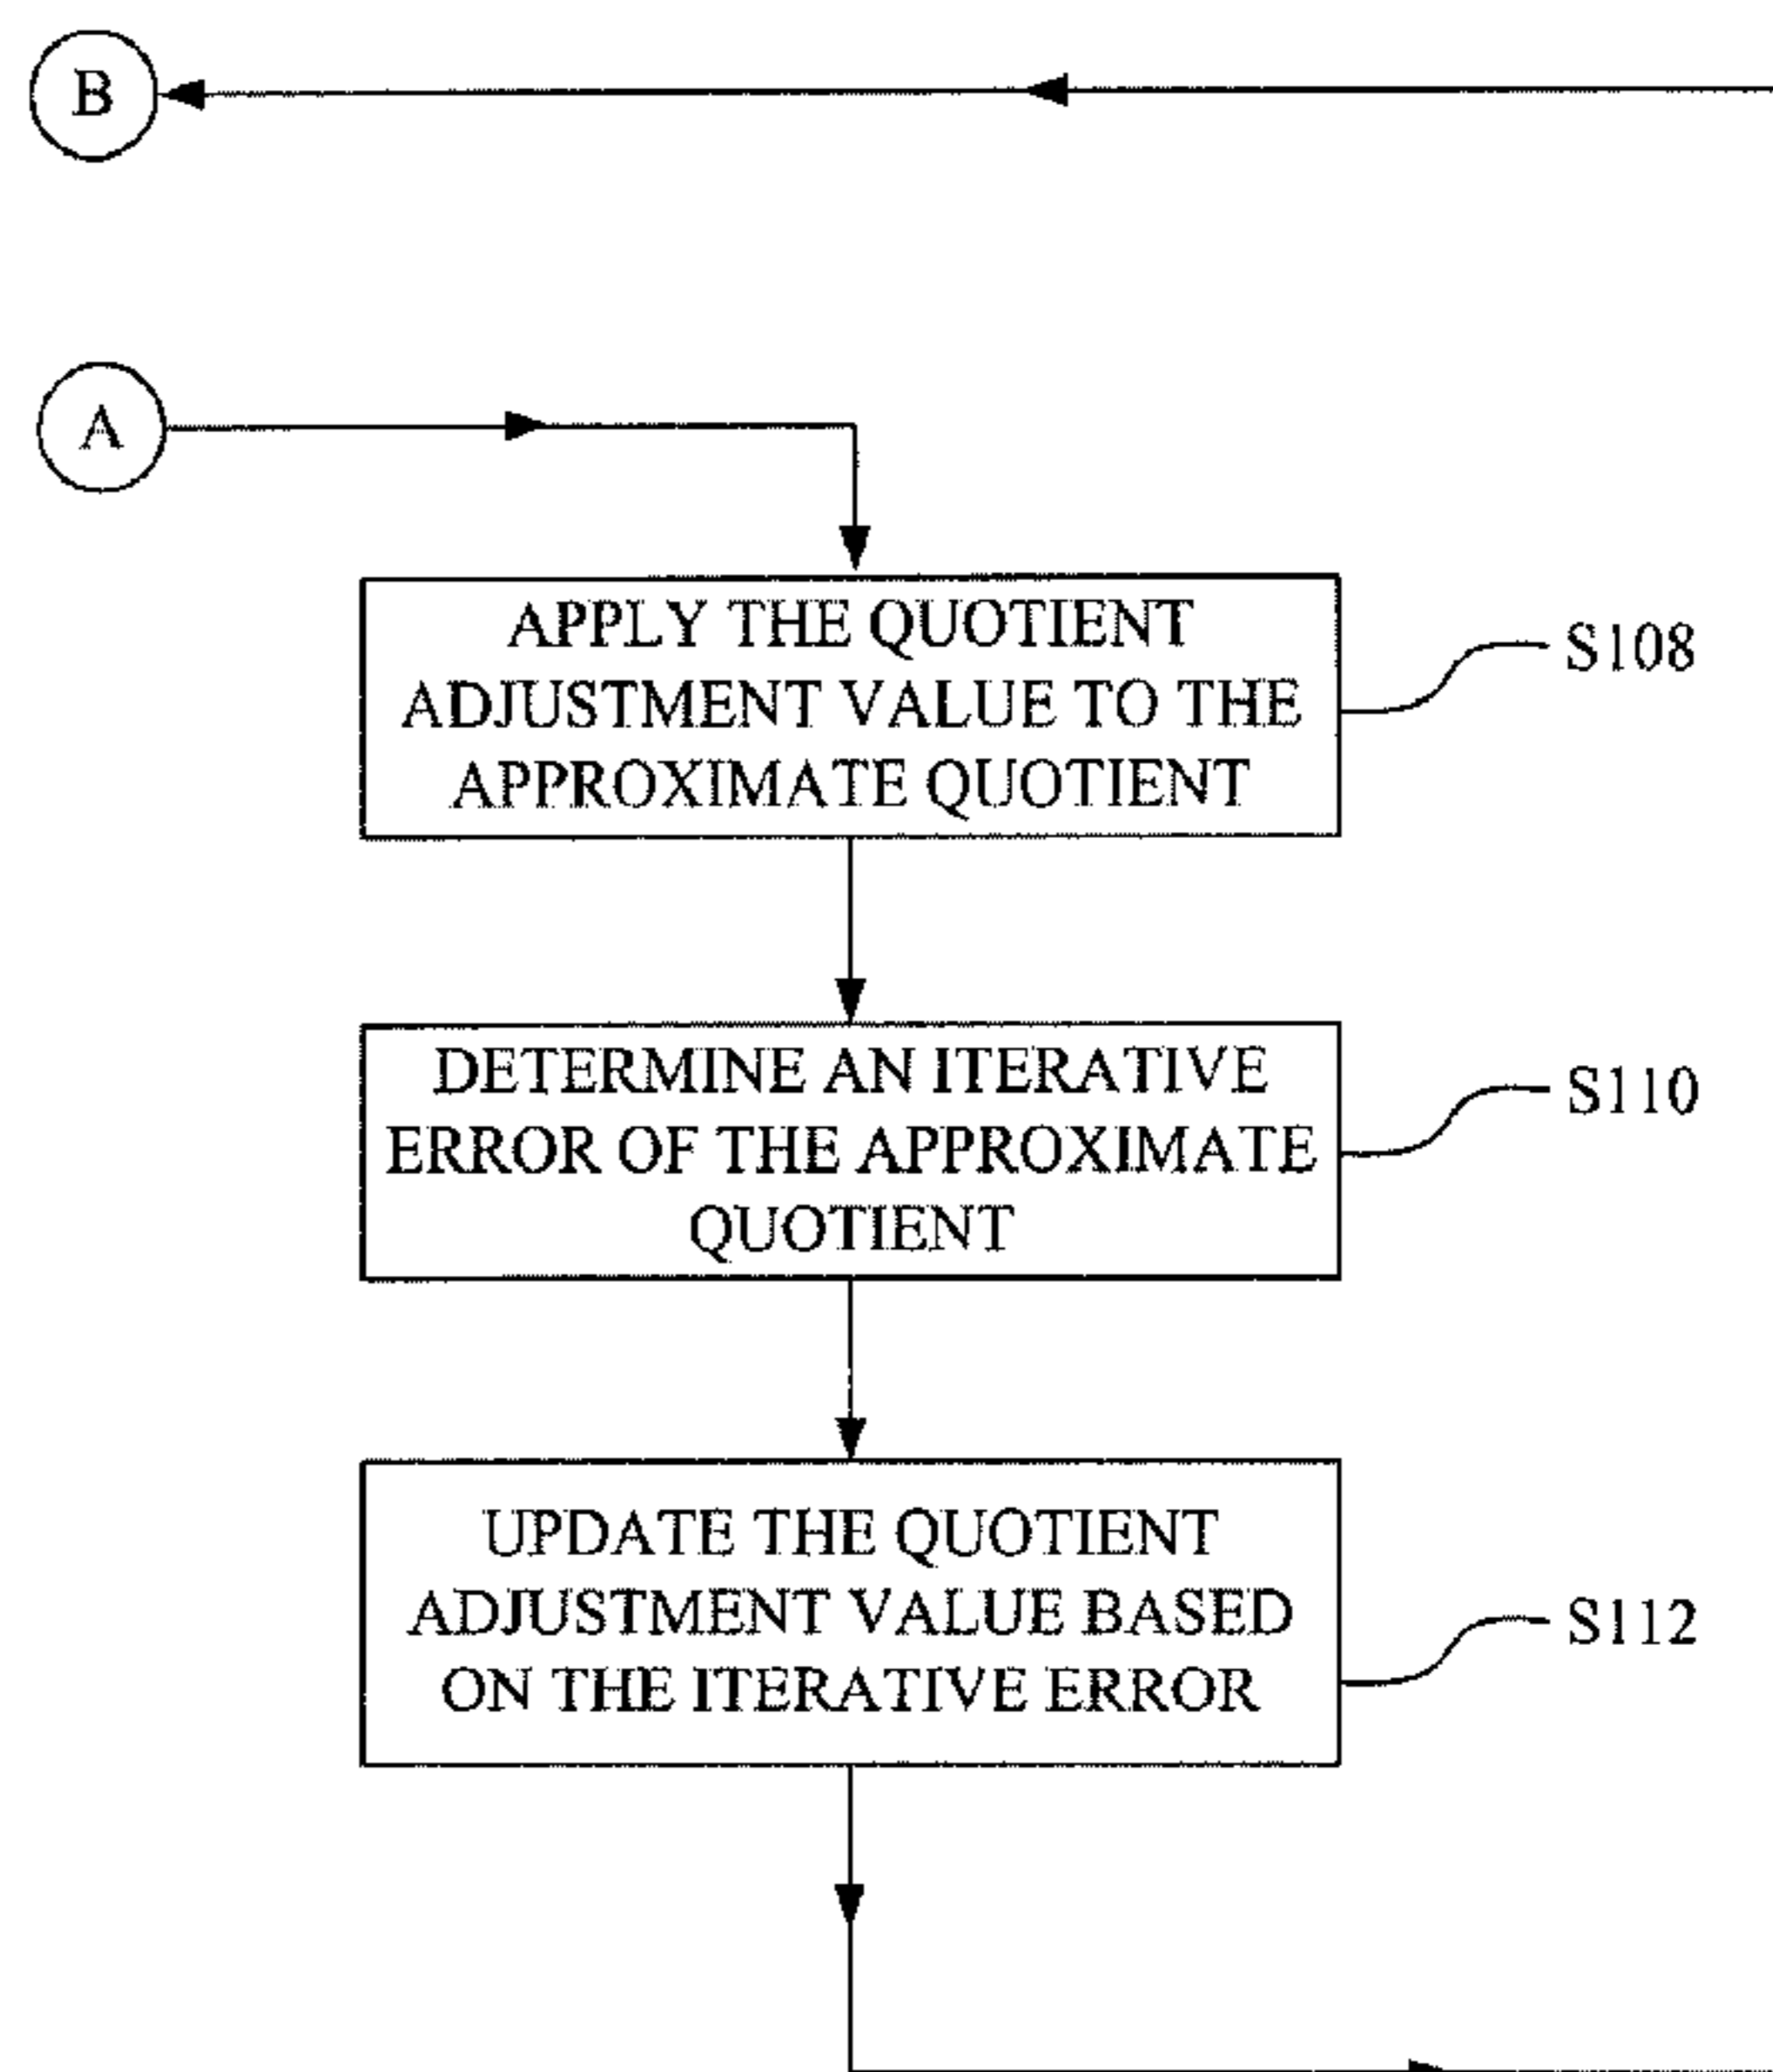 B
A
APPLY THE QUOTIENT
ADJUSTMENT VALUE TO THE
APPROXIMATE QUOTIENT
S108
DETERMINE AN ITERATIVE
ERROR OF THE APPROXIMATE
QUOTIENT
S110
UPDATE THE QUOTIENT
ADJUSTMENT VALUE BASED
ON THE ITERATIVE ERROR
S112